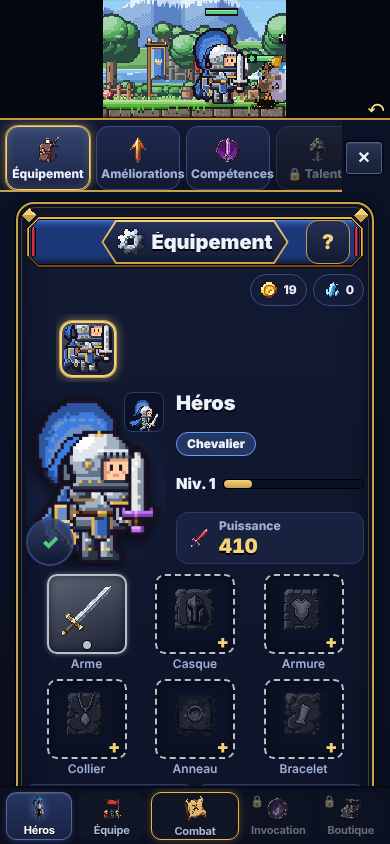 Équipement
Améliorations
Compétences
Talent
×
Équipement
?
19
0
Héros
Chevalier
Niv. 1
Puissance
410
Arme
Casque
Armure
Collier
Anneau
Bracelet
Héros
Équipe
Combat
Invocation
Boutique